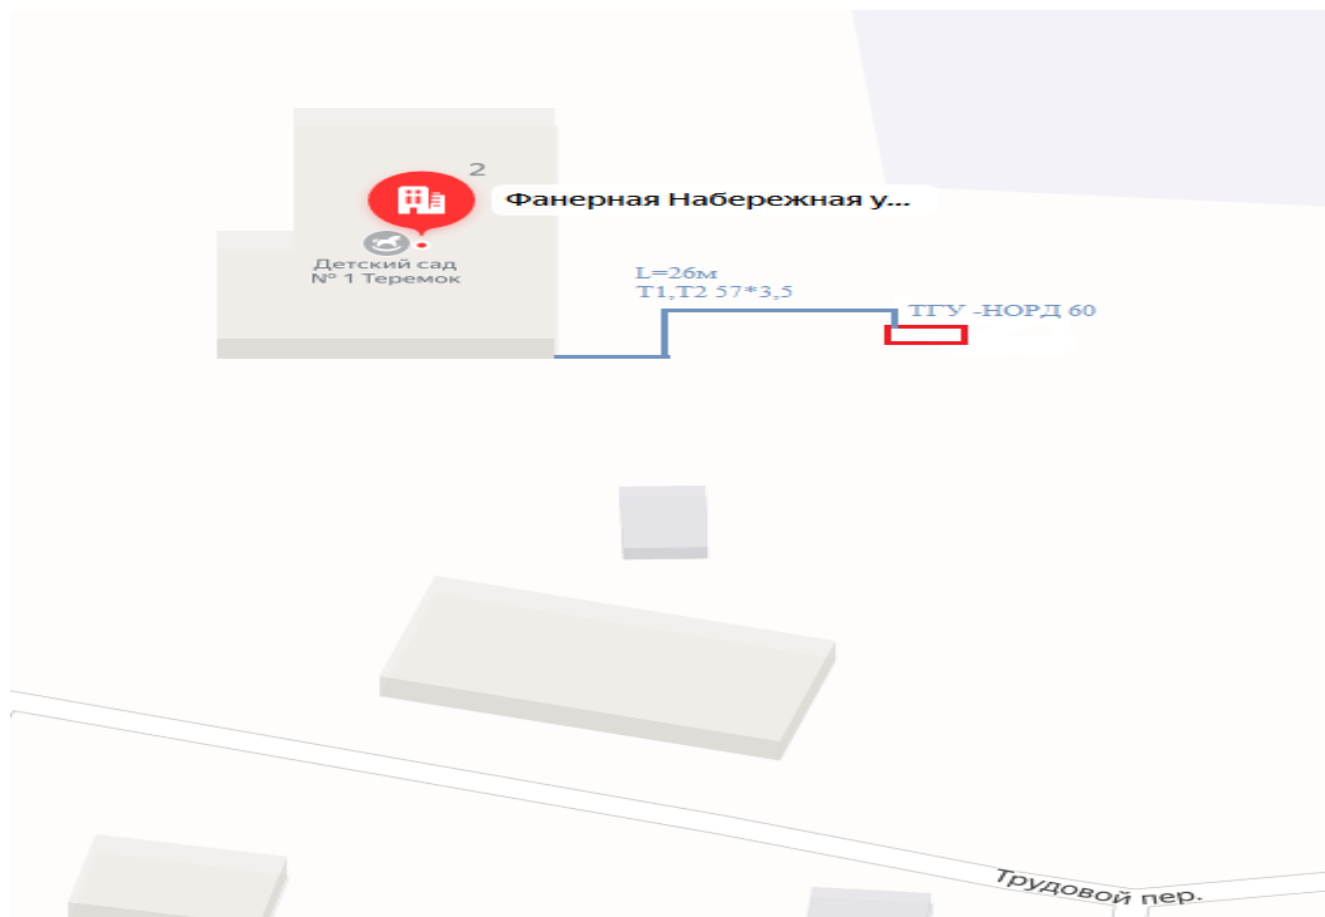 2
Фанерная Набережная у...
Детский сад
№ 1 Теремок
L=26м
Т1,Т2 57*3,5
ТГУ -НОРД 60
Трудовой пер.